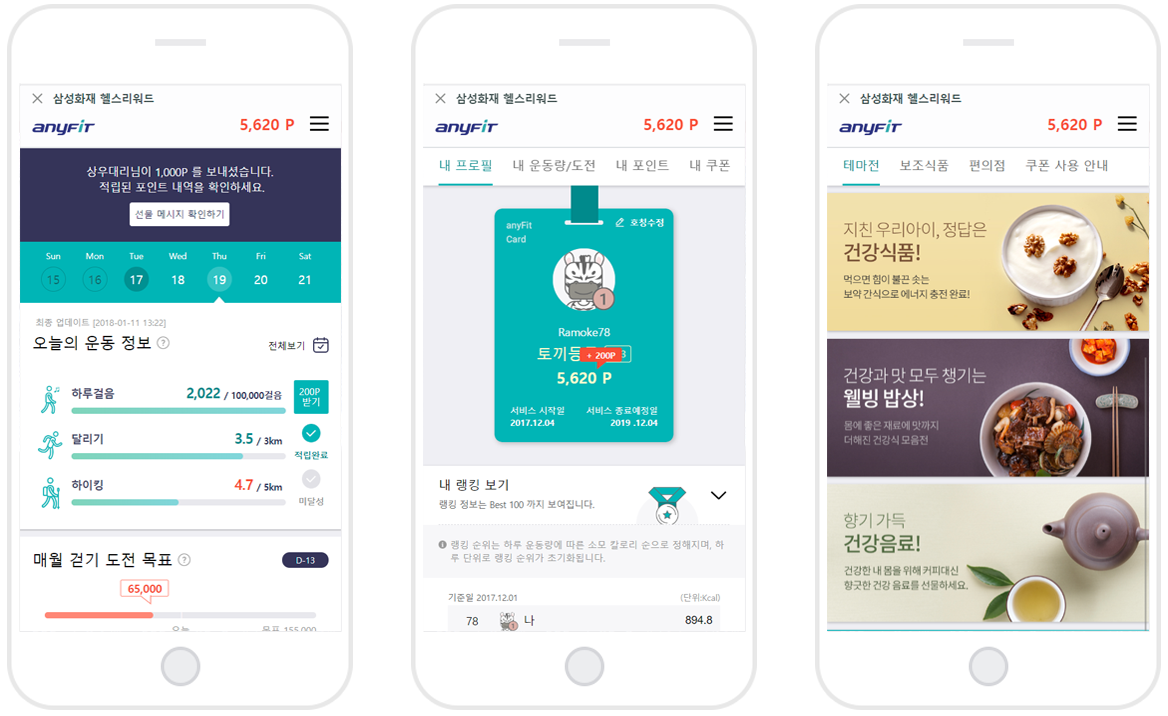 삼성화재 헬스리워드
anyFiT
5,620 P
상우대리님이 1,000P 를 보내셨습니다.
적립된 포인트 내역을 확인하세요.
선물 메시지 확인하기
Sun Mon Tue Wed Thu Fri Sat
15 16 17 18 19 20 21
최종 업데이트 [2018-01-11 13:22]
오늘의 운동 정보 ?
전체보기
하루걸음
2,022 / 100,000걸음
200P
받기
달리기
3.5 / 3km
적립완료
하이킹
4.7 / 5km
미달성
매월 걷기 도전 목표 ?
D-13
65,000
오늘
목표 155,000
삼성화재 헬스리워드
anyFiT
5,620 P
내 프로필 내 운동량/도전 내 포인트 내 쿠폰
anyFit
Card
호칭수정
1
Ramoke78
토끼등
3
+ 200P
5,620 P
서비스 시작일 서비스 종료예정일
2017.12.04 2019 .12.04
내 랭킹 보기
랭킹 정보는 Best 100 까지 보여집니다.
랭킹 순위는 하루 운동량에 따른 소모 칼로리 순으로 정해지며, 하
루 단위로 랭킹 순위가 초기화됩니다.
기준일 2017.12.01
(단위:Kcal)
78 1 나 894.8
삼성화재 헬스리워드
anyFiT
5,620 P
테마전 보조식품 편의점 쿠폰 사용 안내
지친 우리아이, 정답은
건강식품!
먹으면 힘이 불끈 솟는
보약 간식으로 에너지 충전 완료!
건강과 맛 모두 챙기는
웰빙 밥상!
몸에 좋은 재료에 맛까지
더해진 건강식 모음전
향기 가득
건강음료!
건강한 내 몸을 위해 커피대신
향긋한 건강 음료를 선물하세요.